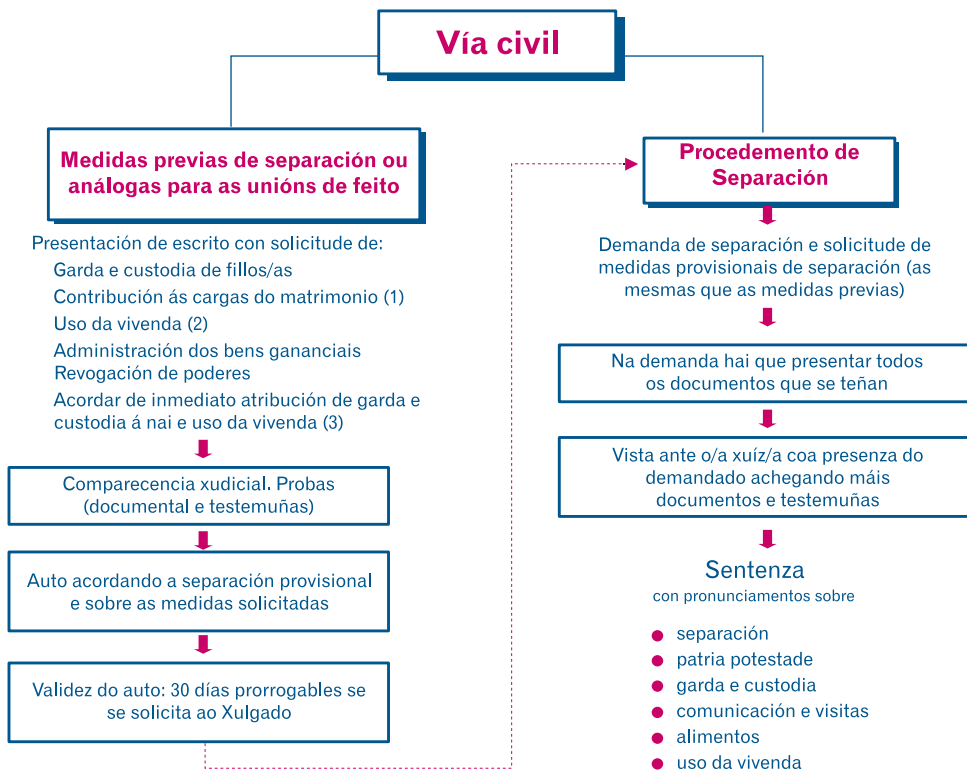 Vía civil
Medidas previas de separación ou
análogas para as unións de feito
Presentación de escrito con solicitude de:
Garda e custodia de fillos/as
Contribución ás cargas do matrimonio (1)
Uso da vivenda (2)
Administración dos bens gananciais
Revogación de poderes
Acordar de inmediato atribución de garda e
custodia á nai e uso da vivenda (3)
Comparecencia xudicial. Probas
(documental e testemuñas)
Auto acordando a separación provisional
e sobre as medidas solicitadas
Validez do auto: 30 días prorrogables se
se solicita ao Xulgado
Procedemento de
Separación
Demanda de separación e solicitude de
medidas provisionais de separación (as
mesmas que as medidas previas)
Na demanda hai que presentar todos
os documentos que se teñan
Vista ante o/a xuíz/a coa presenza do
demandado achegando máis
documentos e testemuñas
Sentenza
con pronunciamentos sobre
separación
patria potestade
garda e custodia
comunicación e visitas
alimentos
uso da vivenda